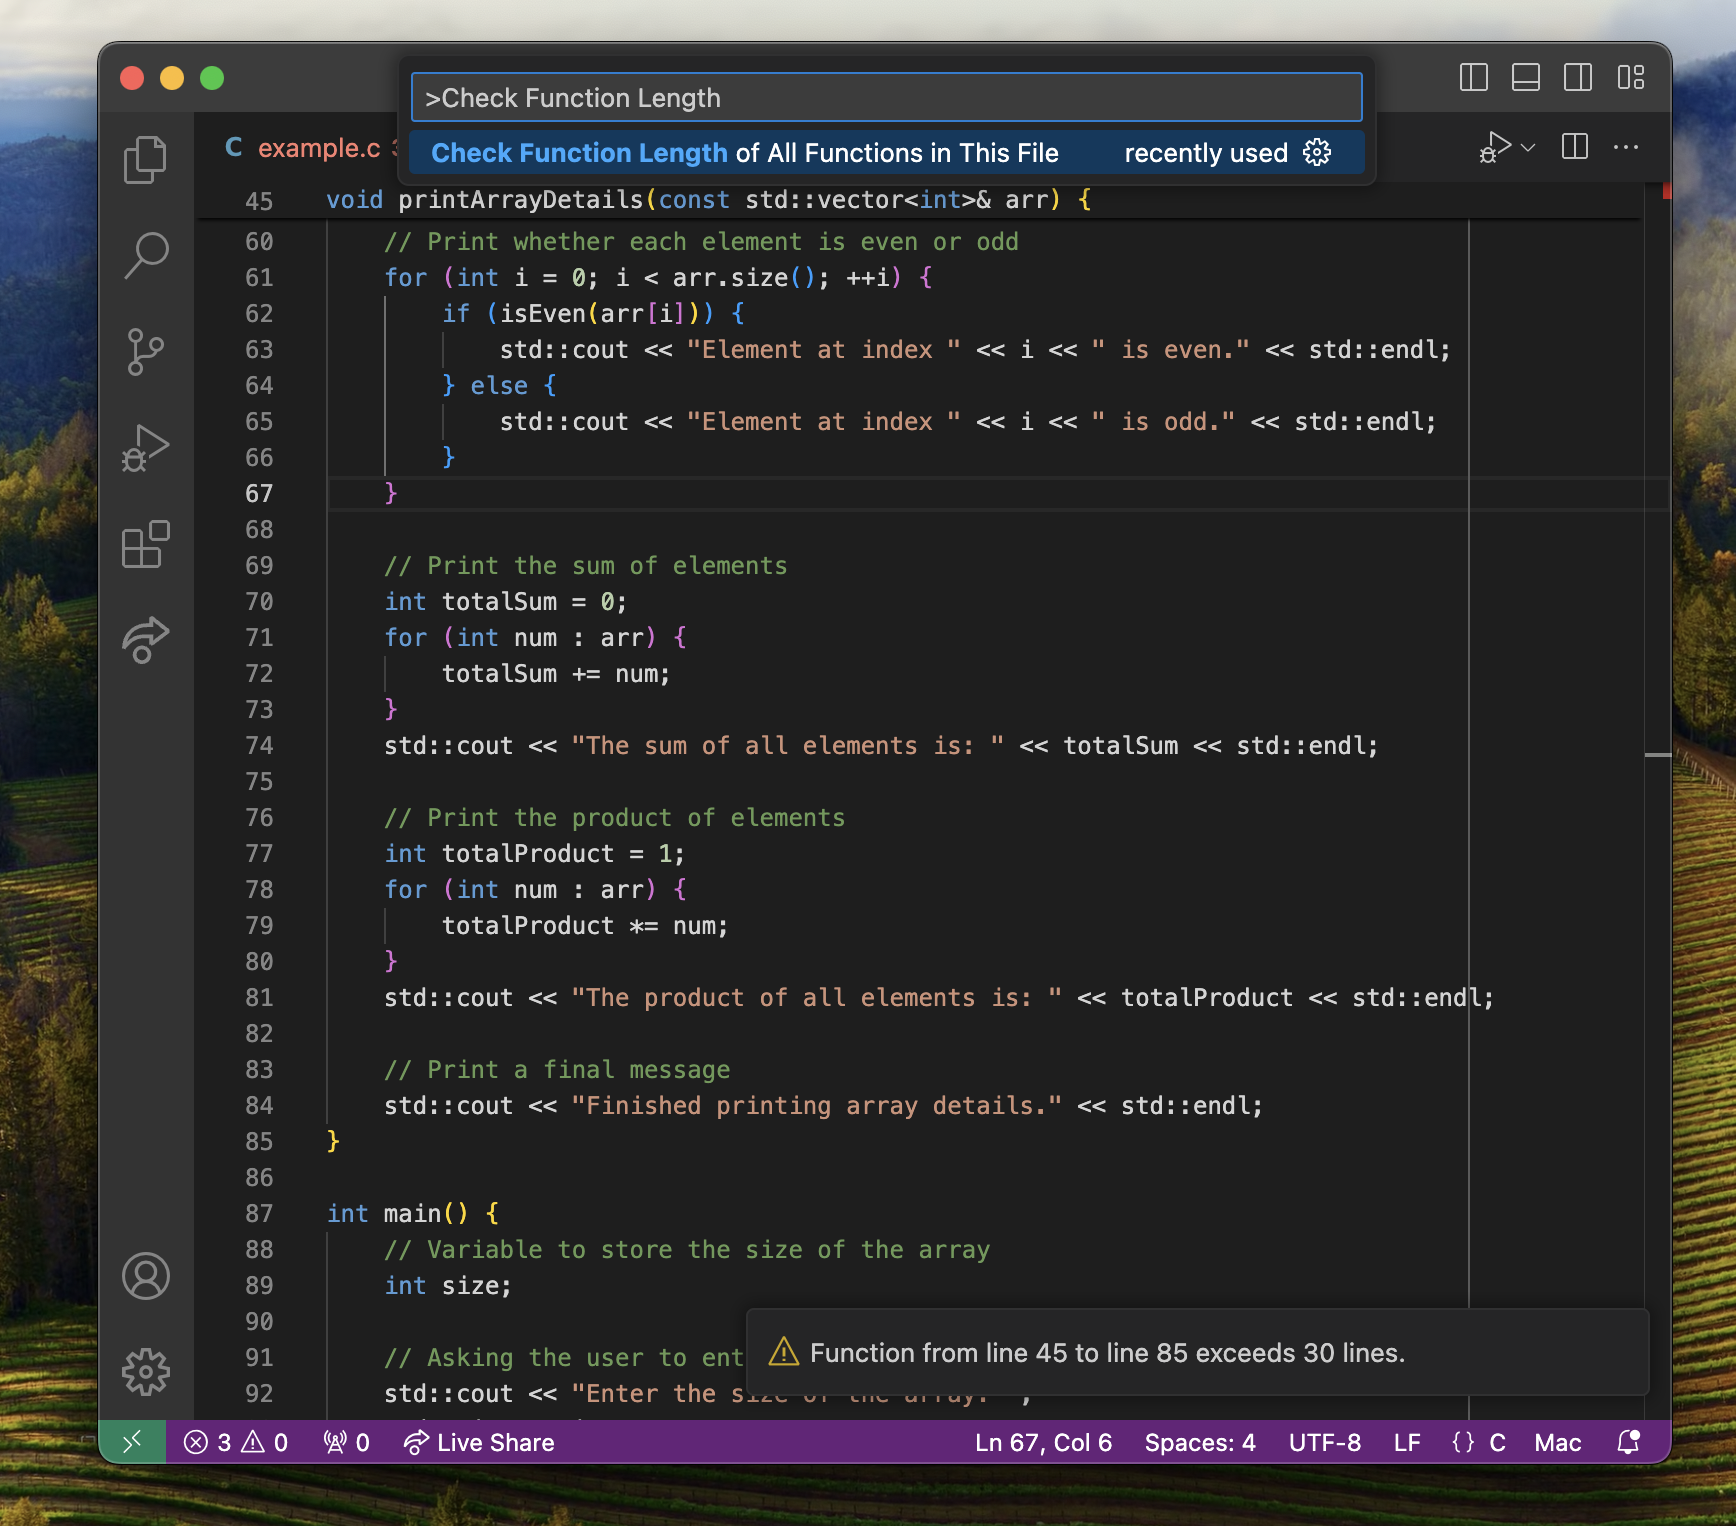 >Check Function Length
Check Function Length of All Functions in This File recently used
C example.c
45 void printArrayDetails(const std::vector<int>& arr) {
60 // Print whether each element is even or odd
61 for (int i = 0; i < arr.size(); ++i) {
62 if (isEven(arr[i])) {
63 std::cout << "Element at index " << i << " is even." << std::endl;
64 } else {
65 std::cout << "Element at index " << i << " is odd." << std::endl;
66 }
67 }
68
69 // Print the sum of elements
70 int totalSum = 0;
71 for (int num : arr) {
72 totalSum += num;
73 }
74 std::cout << "The sum of all elements is: " << totalSum << std::endl;
75
76 // Print the product of elements
77 int totalProduct = 1;
78 for (int num : arr) {
79 totalProduct *= num;
80 }
81 std::cout << "The product of all elements is: " << totalProduct << std::endl;
82
83 // Print a final message
84 std::cout << "Finished printing array details." << std::endl;
85 }
86
87 int main() {
88 // Variable to store the size of the array
89 int size;
90
91 // Asking the user to ent
92 std::cout << "Enter the size of the array: ";
Function from line 45 to line 85 exceeds 30 lines.
3 0 0 Live Share Ln 67, Col 6 Spaces: 4 UTF-8 LF {} C Mac